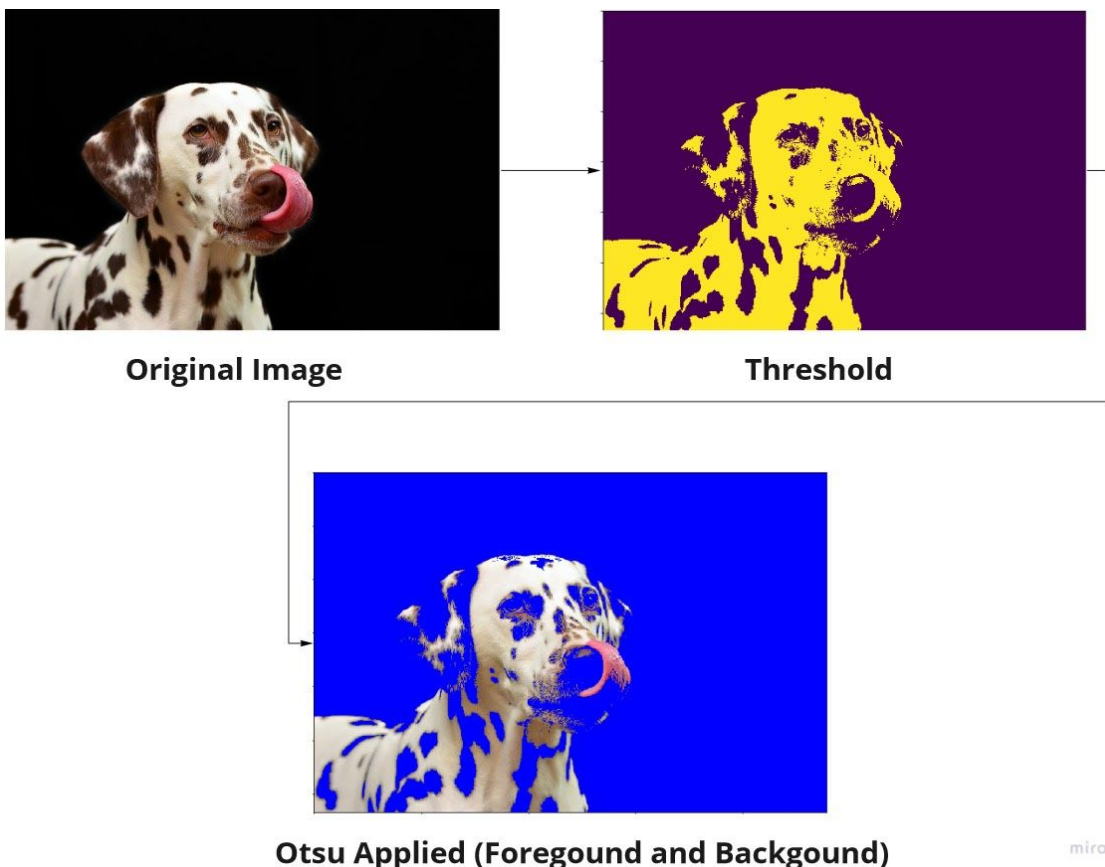 Original Image
Threshold
Otsu Applied (Foregound and Backgound)
miro